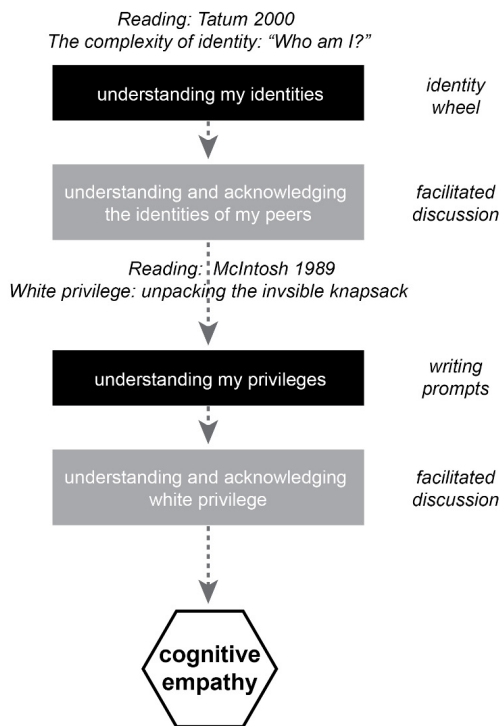 Reading: Tatum 2000
The complexity of identity: “Who am I?”
understanding my identities
identity
wheel
understanding and acknowledging
the identities of my peers
facilitated
discussion
Reading: McIntosh 1989
White privilege: unpacking the invsible knapsack
understanding my privileges
writing
prompts
understanding and acknowledging
white privilege
facilitated
discussion
cognitive
empathy